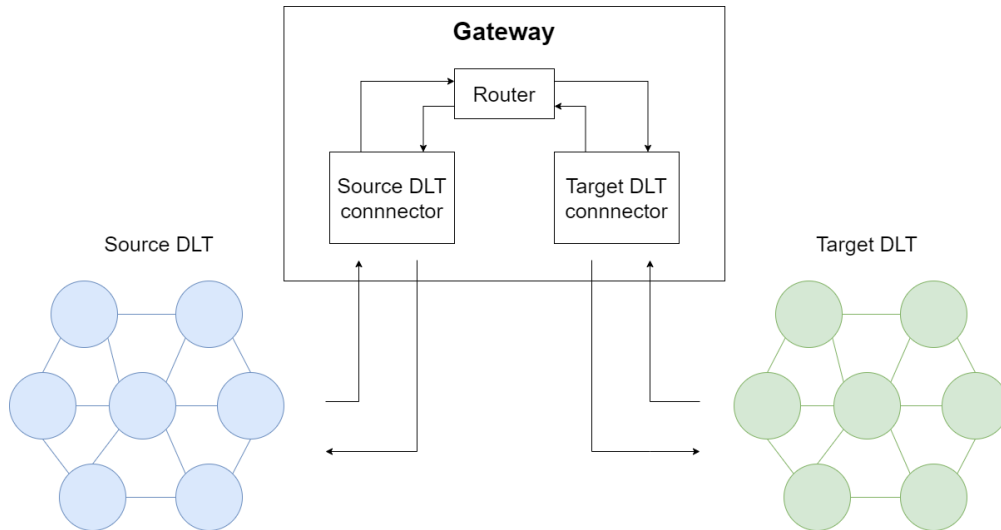 Gateway
Router
Source DLT
connnector
Target DLT
connnector
Source DLT
Target DLT